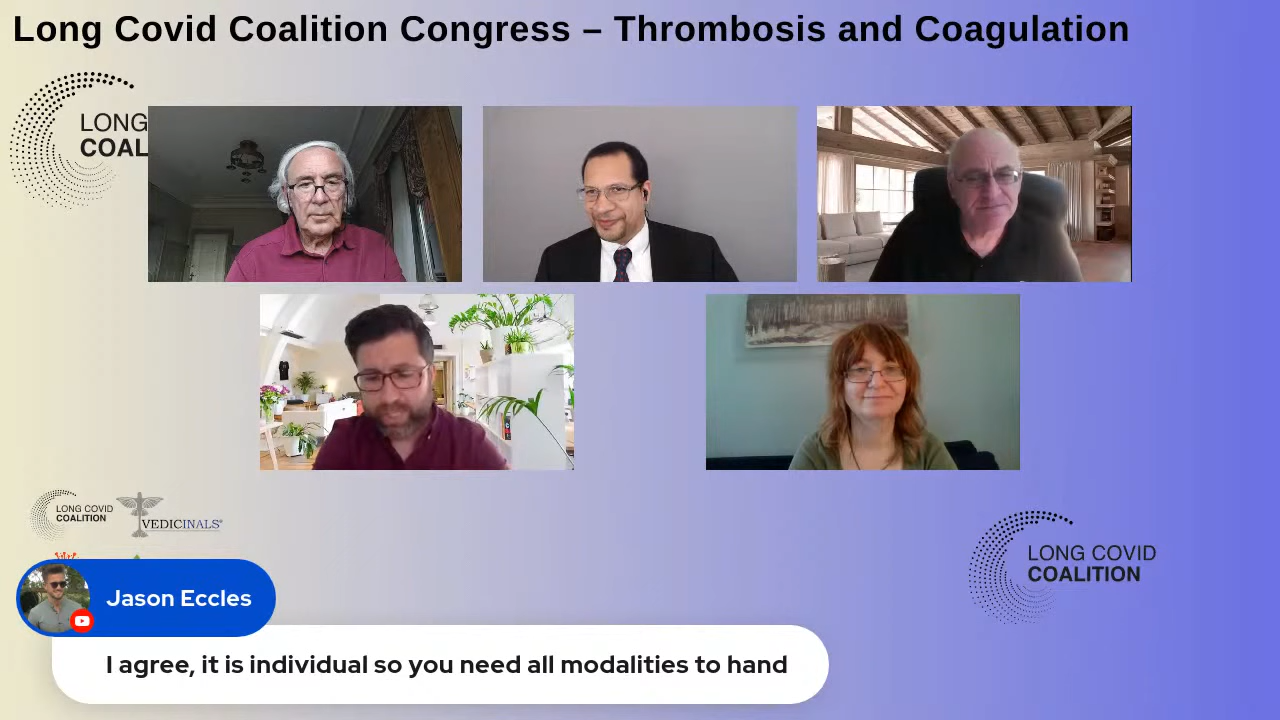 Long Covid Coalition Congress – Thrombosis and Coagulation
LONG
COAL
LONG COVID
COALITION
VEDICINALS®
LONG COVID
COALITION
Jason Eccles
I agree, it is individual so you need all modalities to hand